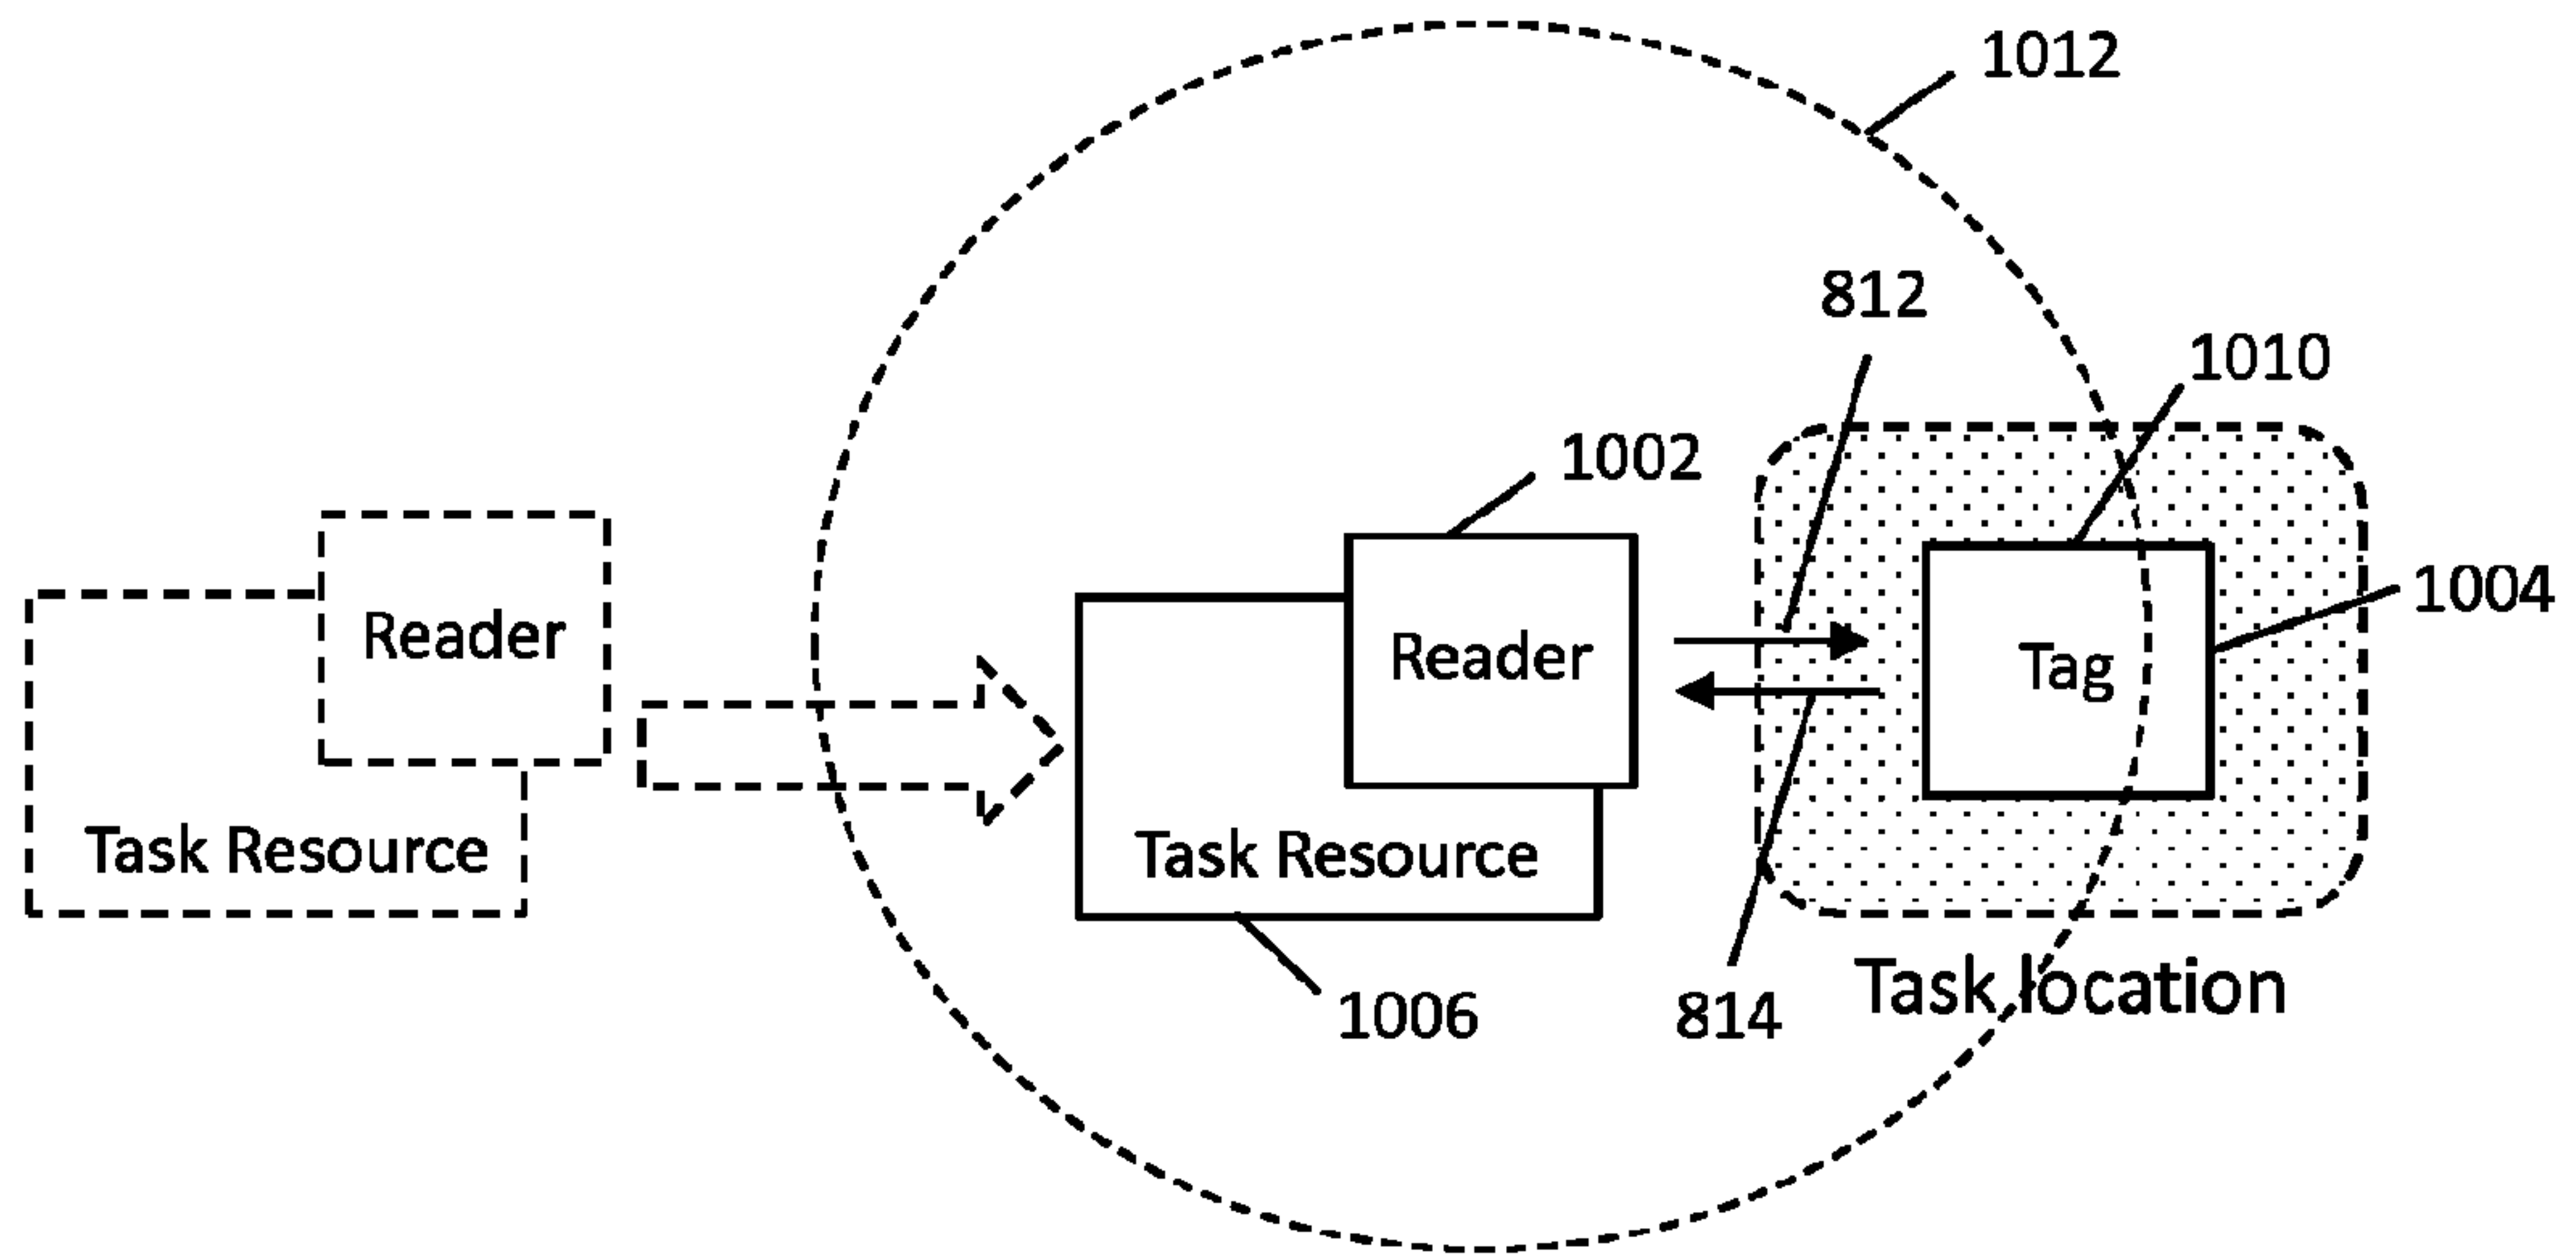 1012
812
1010
1002
1004
Reader
Reader
Tag
Task Resource
Task Resource
Task location
1006
814